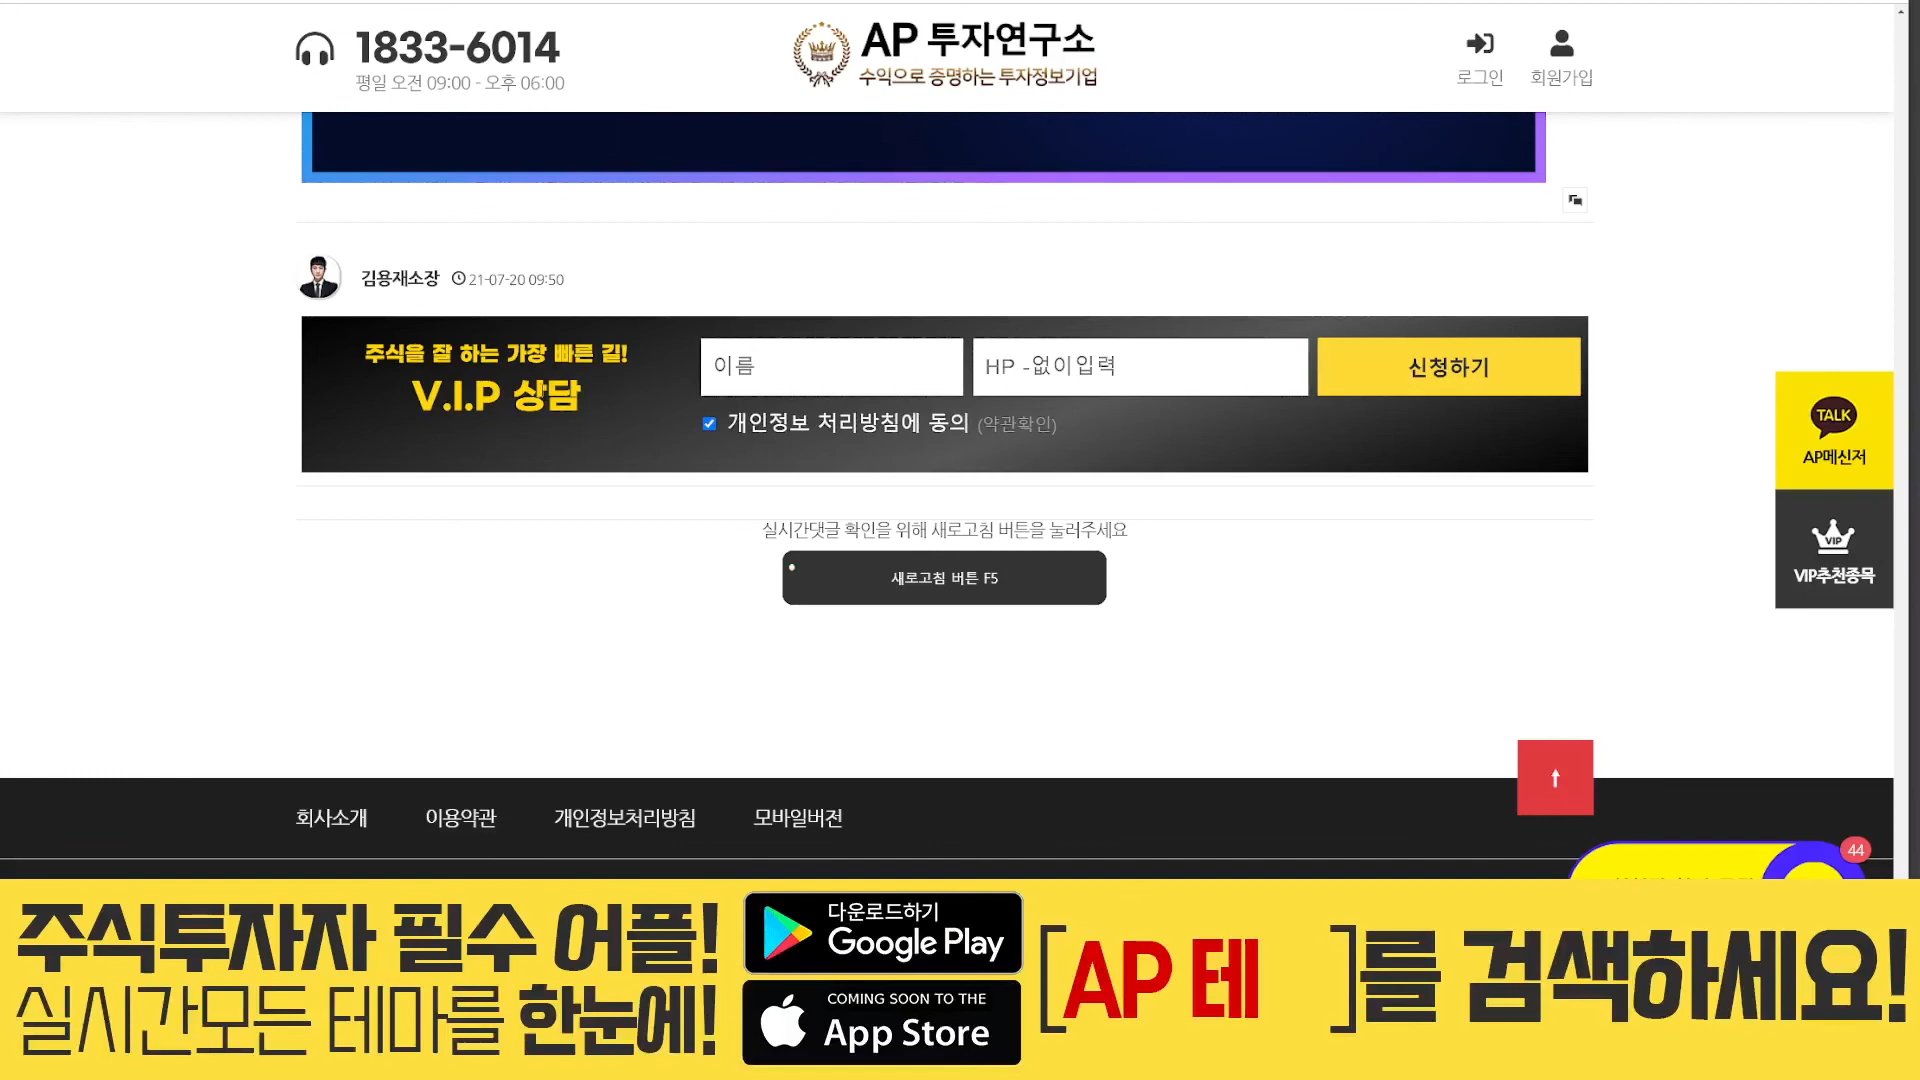 1833-6014
평일 오전 09:00 - 오후 06:00
AP 투자연구소
수익으로 증명하는 투자정보기업
로그인
회원가입
김용재소장 21-07-20 09:50
주식을 잘 하는 가장 빠른 길!
V.I.P 상담
이름
HP -없이입력
신청하기
개인정보 처리방침에 동의 (약관확인)
TALK
AP메신저
VIP
VIP추천종목
실시간댓글 확인을 위해 새로고침 버튼을 눌러주세요
새로고침 버튼 F5
회사소개
이용약관
개인정보처리방침
모바일버전
44
주식투자자 필수 어플!
실시간모든 테마를 한눈에!
다운로드하기
Google Play
COMING SOON TO THE
App Store
[AP 테 ]를 검색하세요!